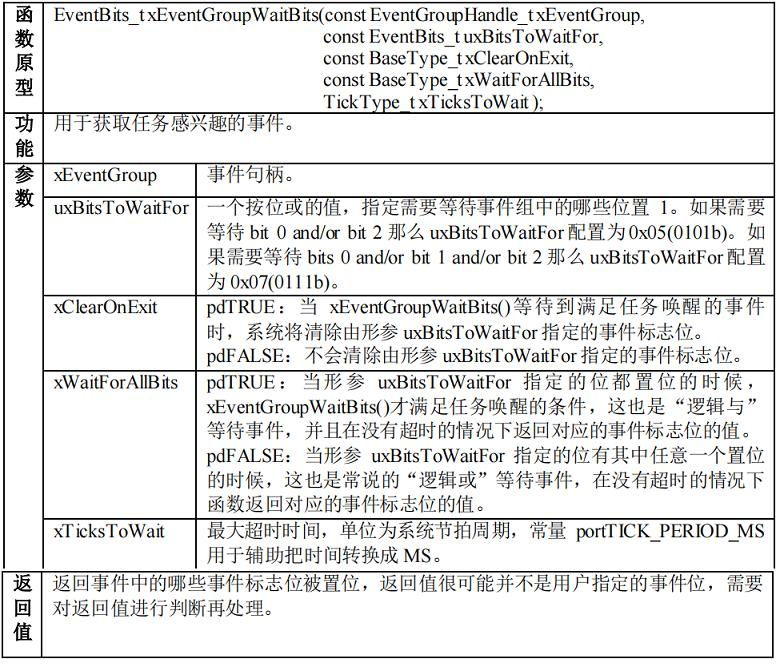 函数原型
EventBits_t xEventGroupWaitBits(const EventGroupHandle_t xEventGroup,
const EventBits_t uxBitsToWaitFor,
const BaseType_t xClearOnExit,
const BaseType_t xWaitForAllBits,
TickType_t xTicksToWait );
功能
用于获取任务感兴趣的事件。
参数
xEventGroup
事件句柄。
uxBitsToWaitFor
一个按位或的值，指定需要等待事件组中的哪些位置 1。如果需要
等待 bit 0 and/or bit 2 那么 uxBitsToWaitFor 配置为 0x05(0101b)。如
果需要等待 bits 0 and/or bit 1 and/or bit 2 那么 uxBitsToWaitFor 配置
为 0x07(0111b)。
xClearOnExit
pdTRUE：当 xEventGroupWaitBits()等待到满足任务唤醒的事件
时，系统将清除由形参 uxBitsToWaitFor 指定的事件标志位。
pdFALSE：不会清除由形参 uxBitsToWaitFor 指定的事件标志位。
xWaitForAllBits
pdTRUE：当形参 uxBitsToWaitFor 指定的位都置位的时候，
xEventGroupWaitBits()才满足任务唤醒的条件，这也是“逻辑与”
等待事件，并且在没有超时的情况下返回对应的事件标志位的值。
pdFALSE：当形参 uxBitsToWaitFor 指定的位有其中任意一个置位
的时候，这也是常说的“逻辑或”等待事件，在没有超时的情况下
函数返回对应的事件标志位的值。
xTicksToWait
最大超时时间，单位为系统节拍周期，常量 portTICK_PERIOD_MS
用于辅助把时间转换成 MS。
返回值
返回事件中的哪些事件标志位被置位，返回值很可能并不是用户指定的事件位，需要
对返回值进行判断再处理。